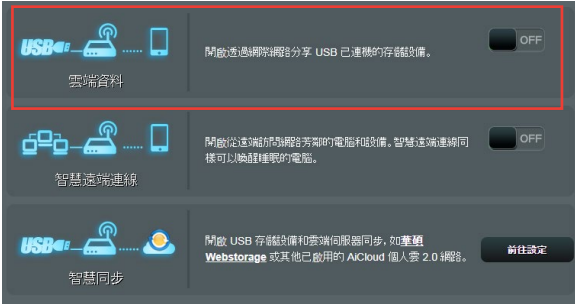 USB
開啟透過網際網路分享 USB 已連機的存儲設備。
OFF
雲端資料
開啟從遠端訪問網路芳鄰的電腦和設備。智慧遠端連線同
樣可以喚醒睡眠的電腦。
OFF
智慧遠端連線
USB
開啟 USB 存儲設備和雲端伺服器同步, 如華碩
Webstorage 或其他已啟用的 AiCloud 個人雲 2.0 網路。
前往設定
智慧同步